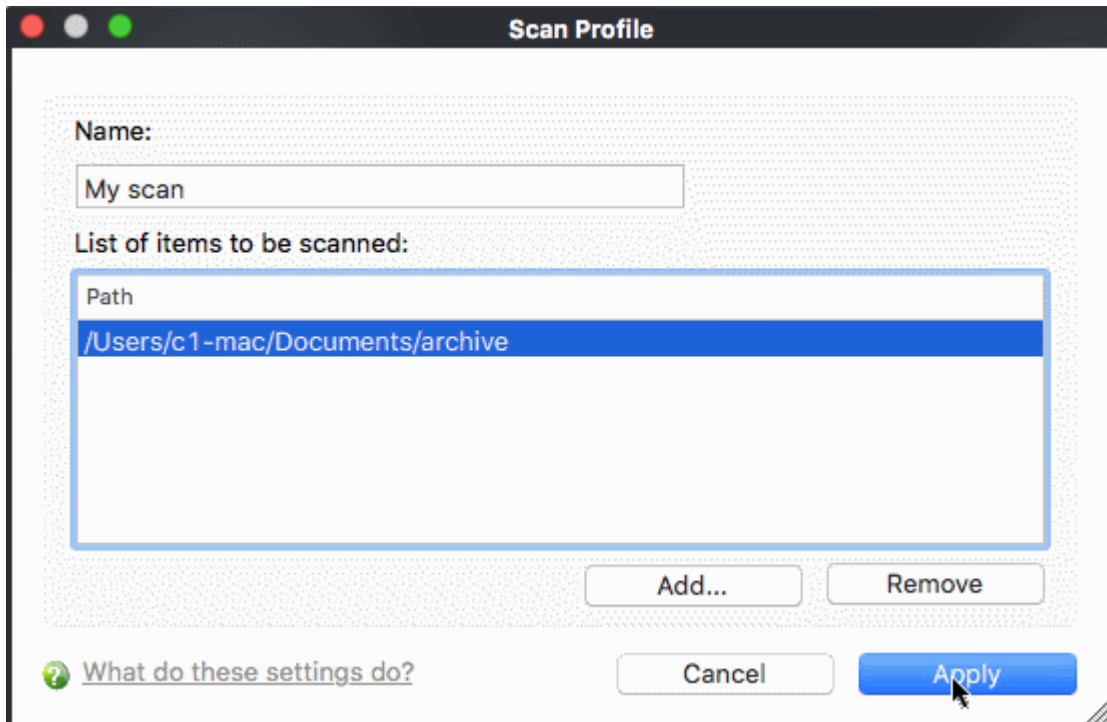 Scan Profile
Name:
My scan
List of items to be scanned:
Path
/Users/c1-mac/Documents/archive
Add...
Remove
What do these settings do?
Cancel
Apply